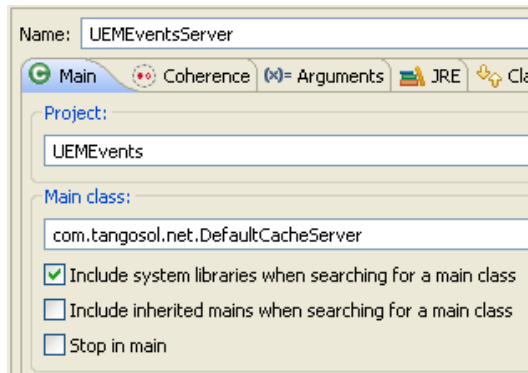 Name: UEMEventsServer
Main Coherence (x)= Arguments JRE Cla
Project:
UEMEvents
Main class:
com.tangosol.net.DefaultCacheServer
Include system libraries when searching for a main class
Include inherited mains when searching for a main class
Stop in main